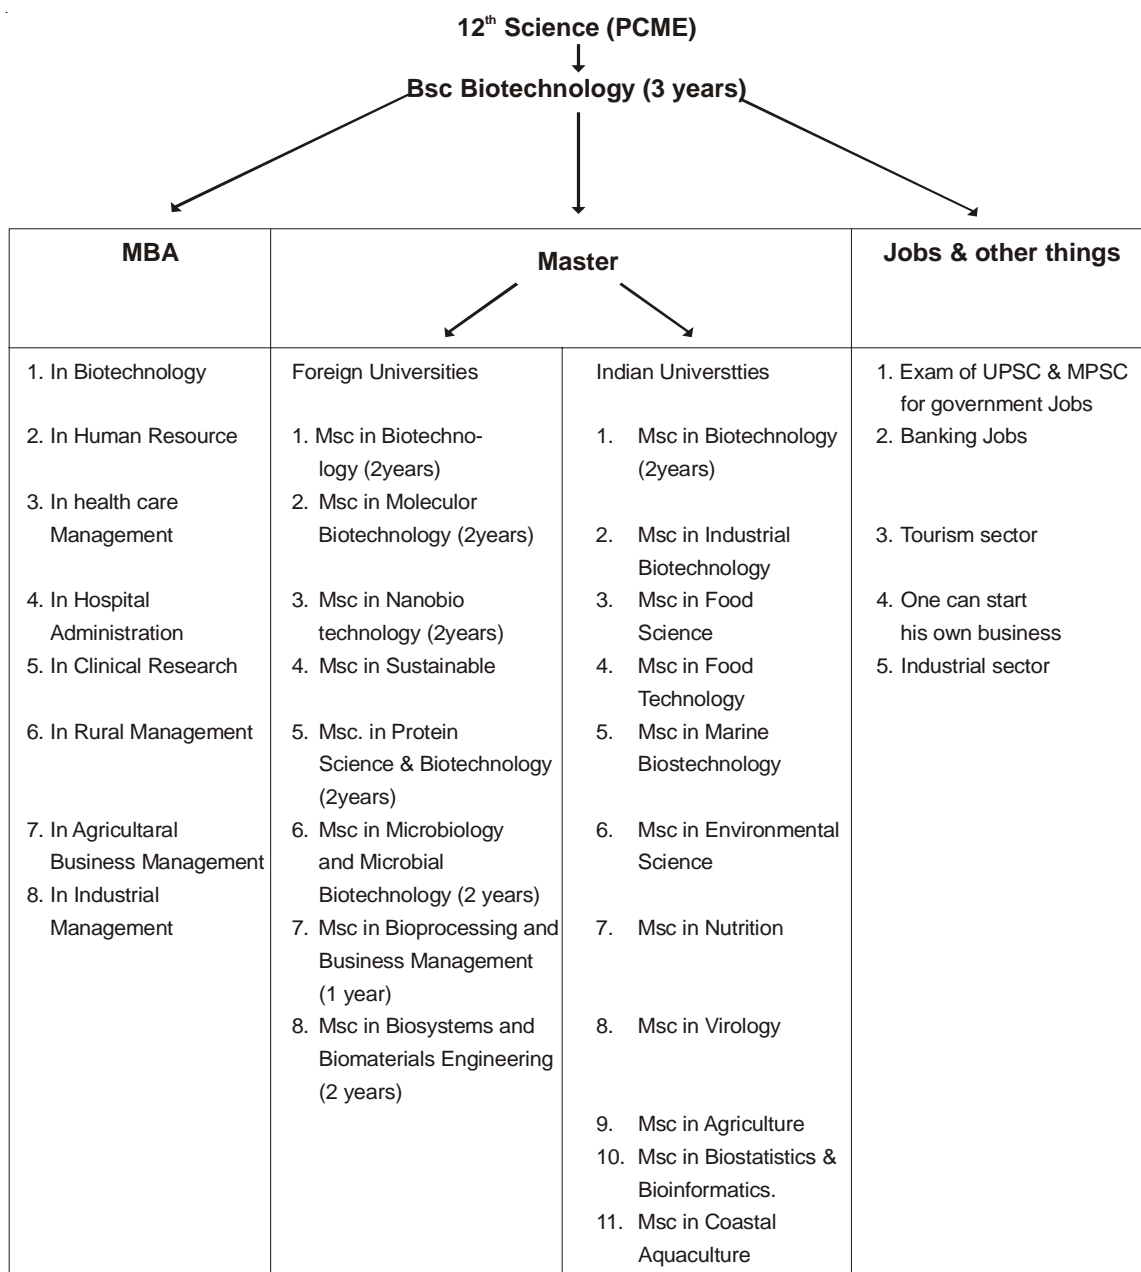 12th Science (PCME)
Bsc Biotechnology (3 years)
MBA
Master
Jobs & other things
1. In Biotechnology
2. In Human Resource
3. In health care
Management
4. In Hospital
Administration
5. In Clinical Research
6. In Rural Management
7. In Agricultaral
Business Management
8. In Industrial
Management
Foreign Universities
1. Msc in Biotechno-
logy (2years)
2. Msc in Moleculor
Biotechnology (2years)
3. Msc in Nanobio
technology (2years)
4. Msc in Sustainable
5. Msc. in Protein
Science & Biotechnology
(2years)
6. Msc in Microbiology
and Microbial
Biotechnology (2 years)
7. Msc in Bioprocessing and
Business Management
(1 year)
8. Msc in Biosystems and
Biomaterials Engineering
(2 years)
Indian Universtties
1. Msc in Biotechnology
(2years)
2. Msc in Industrial
Biotechnology
3. Msc in Food
Science
4. Msc in Food
Technology
5. Msc in Marine
Biostechnology
6. Msc in Environmental
Science
7. Msc in Nutrition
8. Msc in Virology
9. Msc in Agriculture
10. Msc in Biostatistics &
Bioinformatics.
11. Msc in Coastal
Aquaculture
1. Exam of UPSC & MPSC
for government Jobs
2. Banking Jobs
3. Tourism sector
4. One can start
his own business
5. Industrial sector